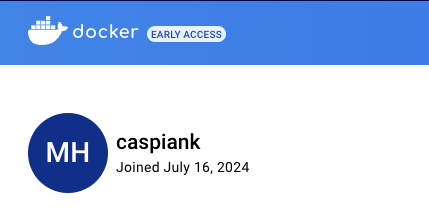 docker EARLY ACCESS
MH
caspiank
Joined July 16, 2024